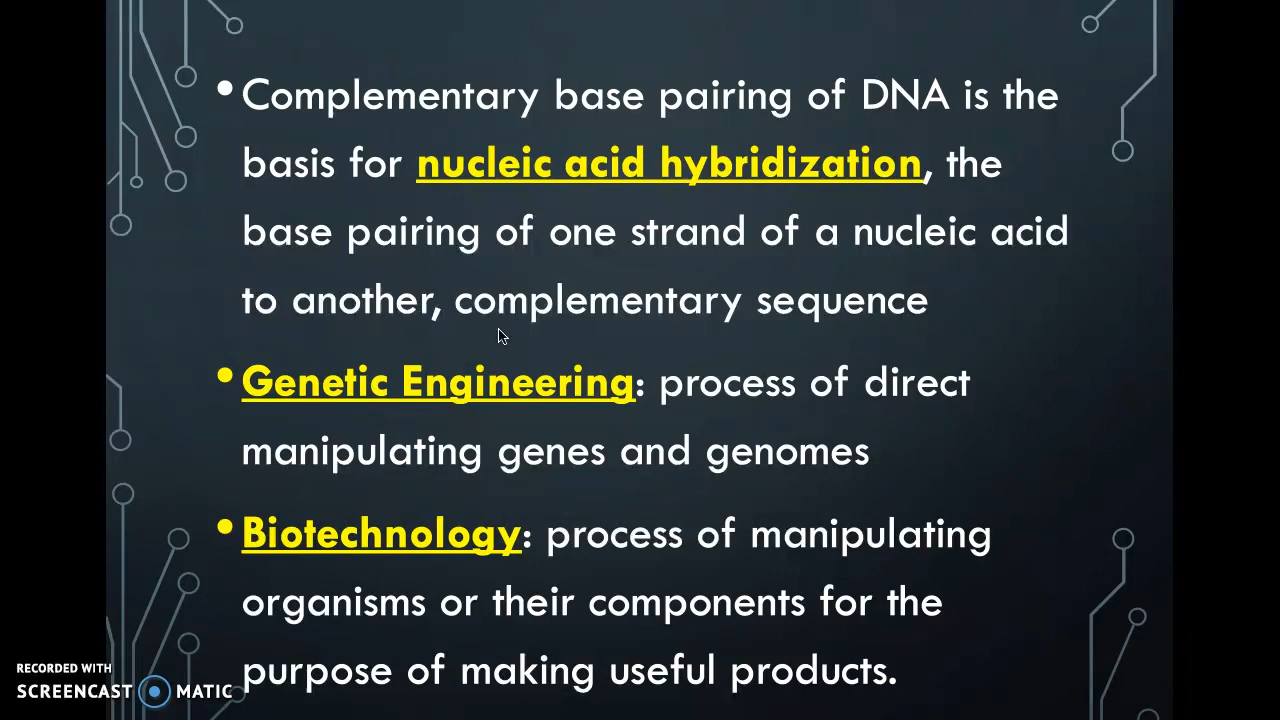 • Complementary base pairing of DNA is the
basis for nucleic acid hybridization, the
base pairing of one strand of a nucleic acid
to another, complementary sequence
• Genetic Engineering: process of direct
manipulating genes and genomes
• Biotechnology: process of manipulating
organisms or their components for the
purpose of making useful products.
RECORDED WITH
SCREENCAST MATIC